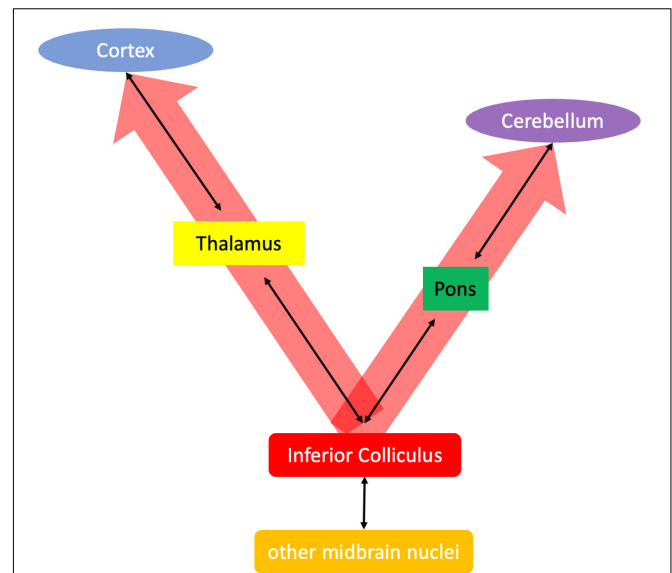 Cortex
Cerebellum
Thalamus
Pons
Inferior Colliculus
other midbrain nuclei